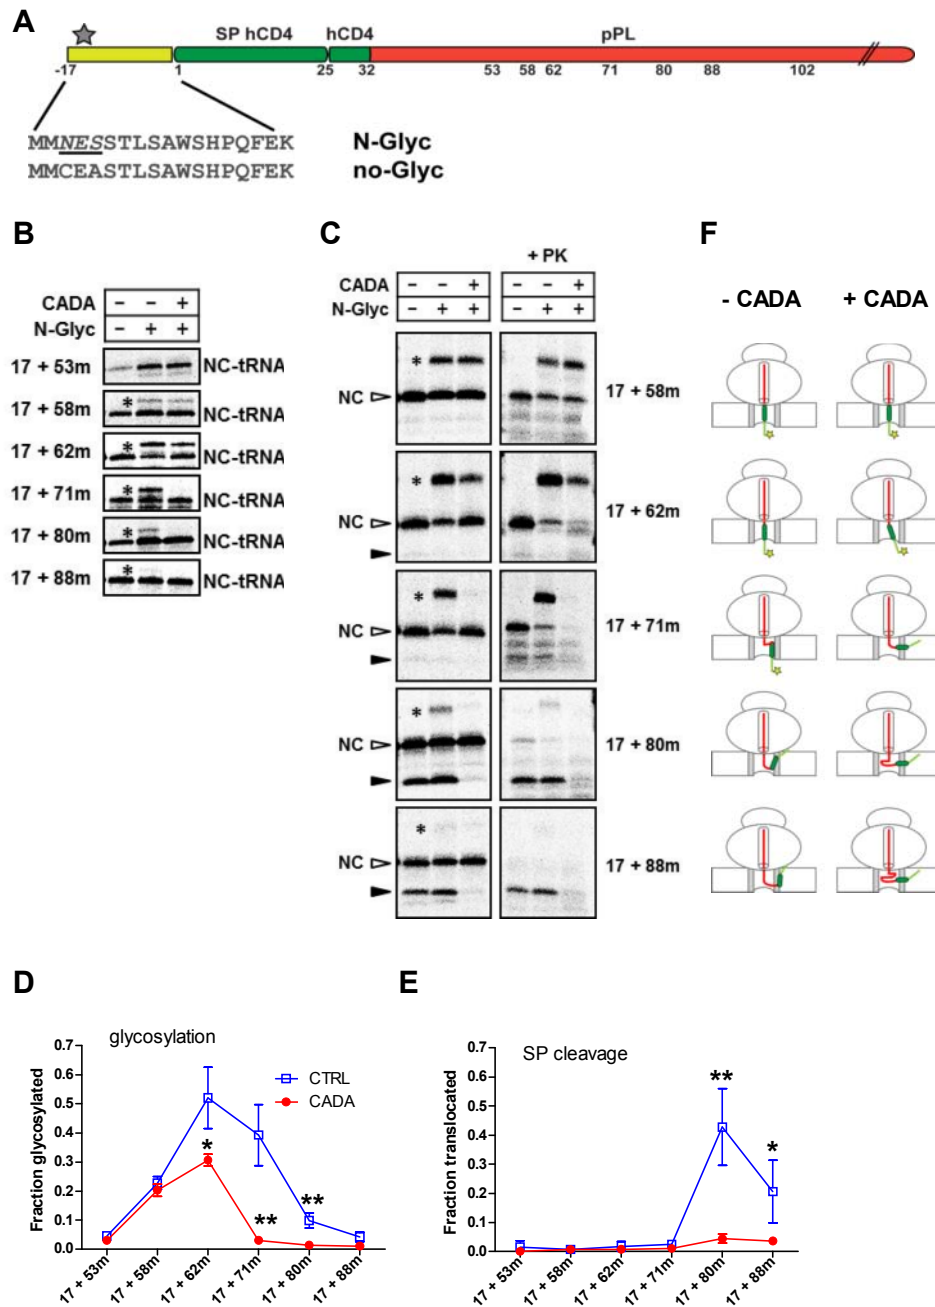 A
SP hCD4 hCD4 pPL
-17 1 25 32 53 58 62 71 80 88 102
MMNESSTLSAWSHPQFEK N-Glyc
MMCEASTLSAWSHPQFEK no-Glyc
B
CADA − − +
N-Glyc − + +
17 + 53m NC-tRNA
17 + 58m * NC-tRNA
17 + 62m * NC-tRNA
17 + 71m * NC-tRNA
17 + 80m * NC-tRNA
17 + 88m * NC-tRNA
C
+ PK
CADA − − + − − +
N-Glyc − + + − + +
*
NC 17 + 58m
*
NC 17 + 62m
*
NC 17 + 71m
*
NC 17 + 80m
*
NC 17 + 88m
F
- CADA + CADA
D
glycosylation
CTRL
CADA
Fraction glycosylated
0.7
0.6
0.5
0.4
0.3
0.2
0.1
0.0
*
**
**
17 + 53m 17 + 58m 17 + 62m 17 + 71m 17 + 80m 17 + 88m
E
SP cleavage
Fraction translocated
0.7
0.6
0.5
0.4
0.3
0.2
0.1
0.0
**
*
17 + 53m 17 + 58m 17 + 62m 17 + 71m 17 + 80m 17 + 88m